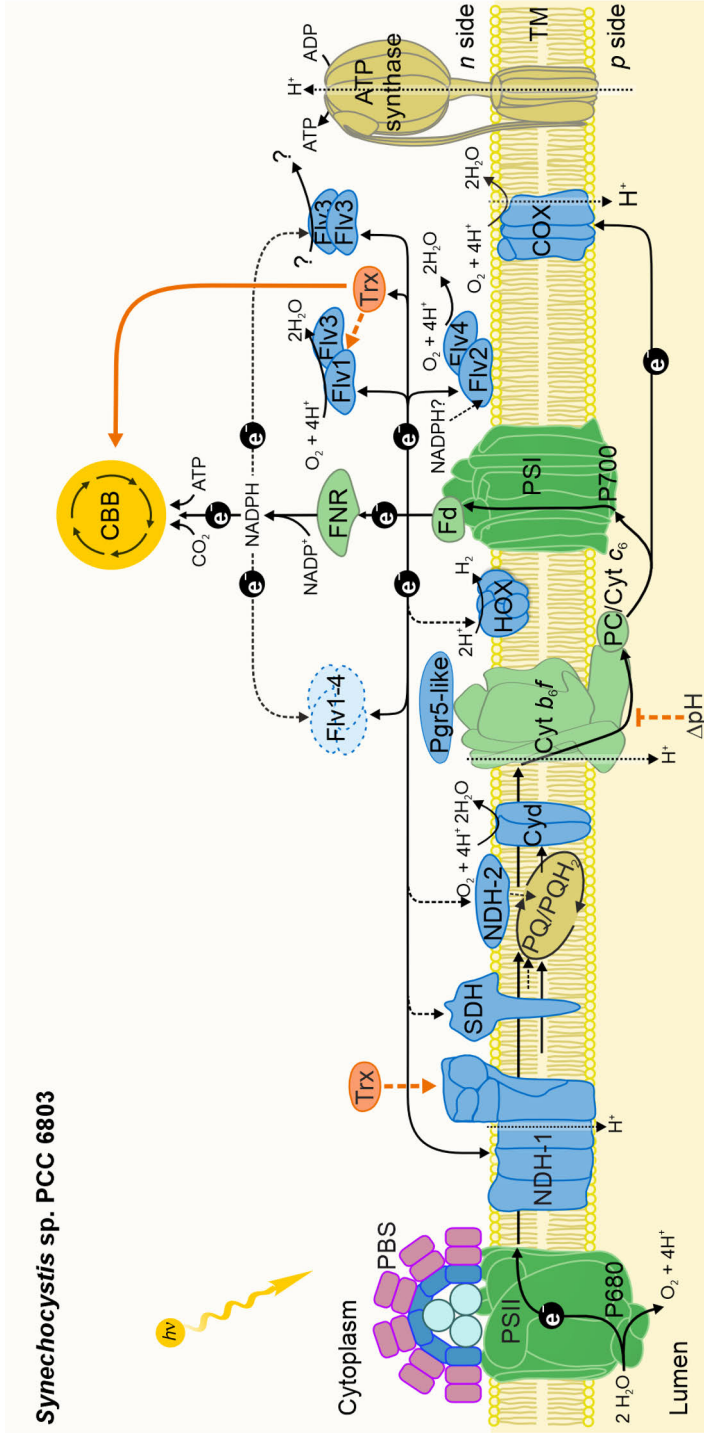 Synechocystis sp. PCC 6803
hν
Cytoplasm
PBS
PSII
e⁻
P680
2 H₂O
O₂ + 4H⁺
Lumen
Trx
NDH-1
H⁺
SDH
NDH-2
PQ/PQH₂
O₂ + 4H⁺
2H₂O
Cyd
Flv1-4
Pgr5-like
Cyt b₆f
H⁺
ΔpH
2H⁺
H₂
HOX
PC/Cyt c₆
CBB
CO₂
ATP
e⁻
e⁻
NADPH
e⁻
NADP⁺
FNR
e⁻
e⁻
e⁻
Fd
PSI
P700
O₂ + 4H⁺
2H₂O
Flv1
Flv3
Trx
NADPH?
O₂ + 4H⁺
2H₂O
Flv2
Flv4
?
Flv3
Flv3
?
O₂ + 4H⁺
2H₂O
COX
H⁺
e⁻
ATP
H⁺
ADP
ATP
synthase
n side
TM
p side